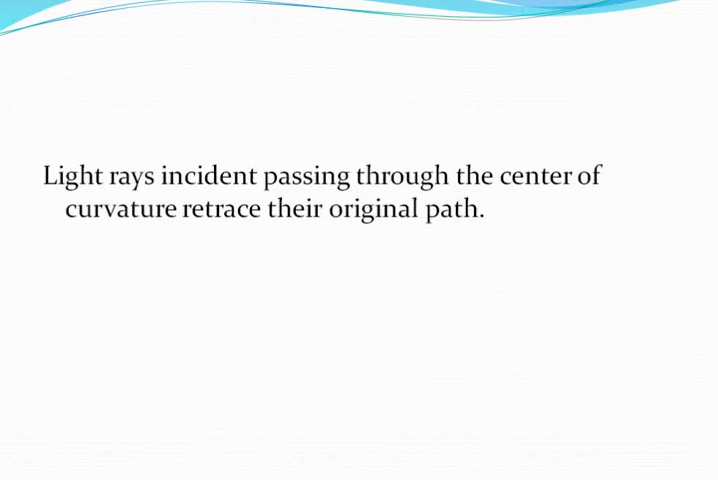 Light rays incident passing through the center of
curvature retrace their original path.